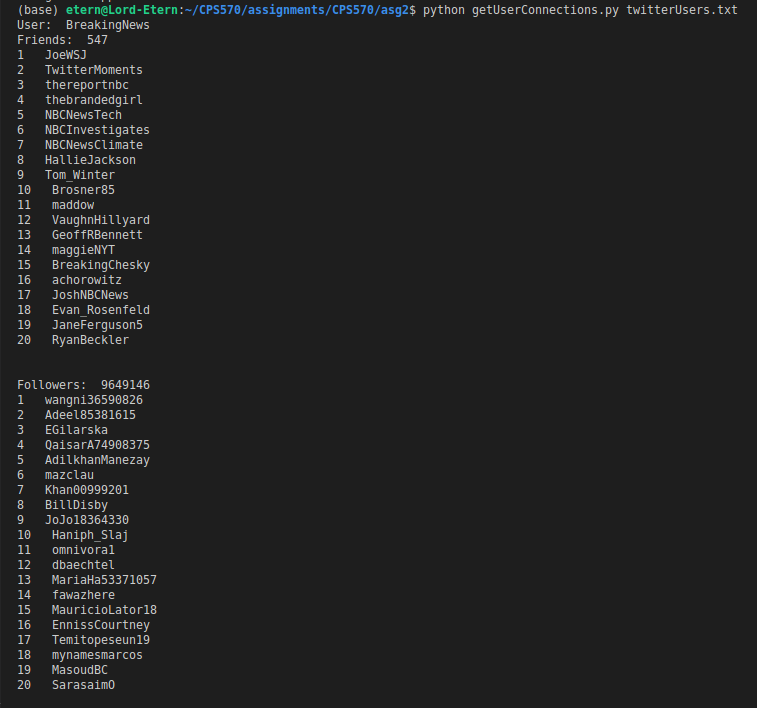 (base) etern@Lord-Etern:~/CPS570/assignments/CPS570/asg2$ python getUserConnections.py twitterUsers.txt
User:  BreakingNews
Friends:  547
1   JoeWSJ
2   TwitterMoments
3   thereportnbc
4   thebrandedgirl
5   NBCNewsTech
6   NBCInvestigates
7   NBCNewsClimate
8   HallieJackson
9   Tom_Winter
10   Brosner85
11   maddow
12   VaughnHillyard
13   GeoffRBennett
14   maggieNYT
15   BreakingChesky
16   achorowitz
17   JoshNBCNews
18   Evan_Rosenfeld
19   JaneFerguson5
20   RyanBeckler
Followers:  9649146
1   wangni36590826
2   Adeel85381615
3   EGilarska
4   QaisarA74908375
5   AdilkhanManezay
6   mazclau
7   Khan00999201
8   BillDisby
9   JoJo18364330
10   Haniph_Slaj
11   omnivora1
12   dbaechtel
13   MariaHa53371057
14   fawazhere
15   MauricioLator18
16   EnnissCourtney
17   Temitopeseun19
18   mynamesmarcos
19   MasoudBC
20   SarasaimO